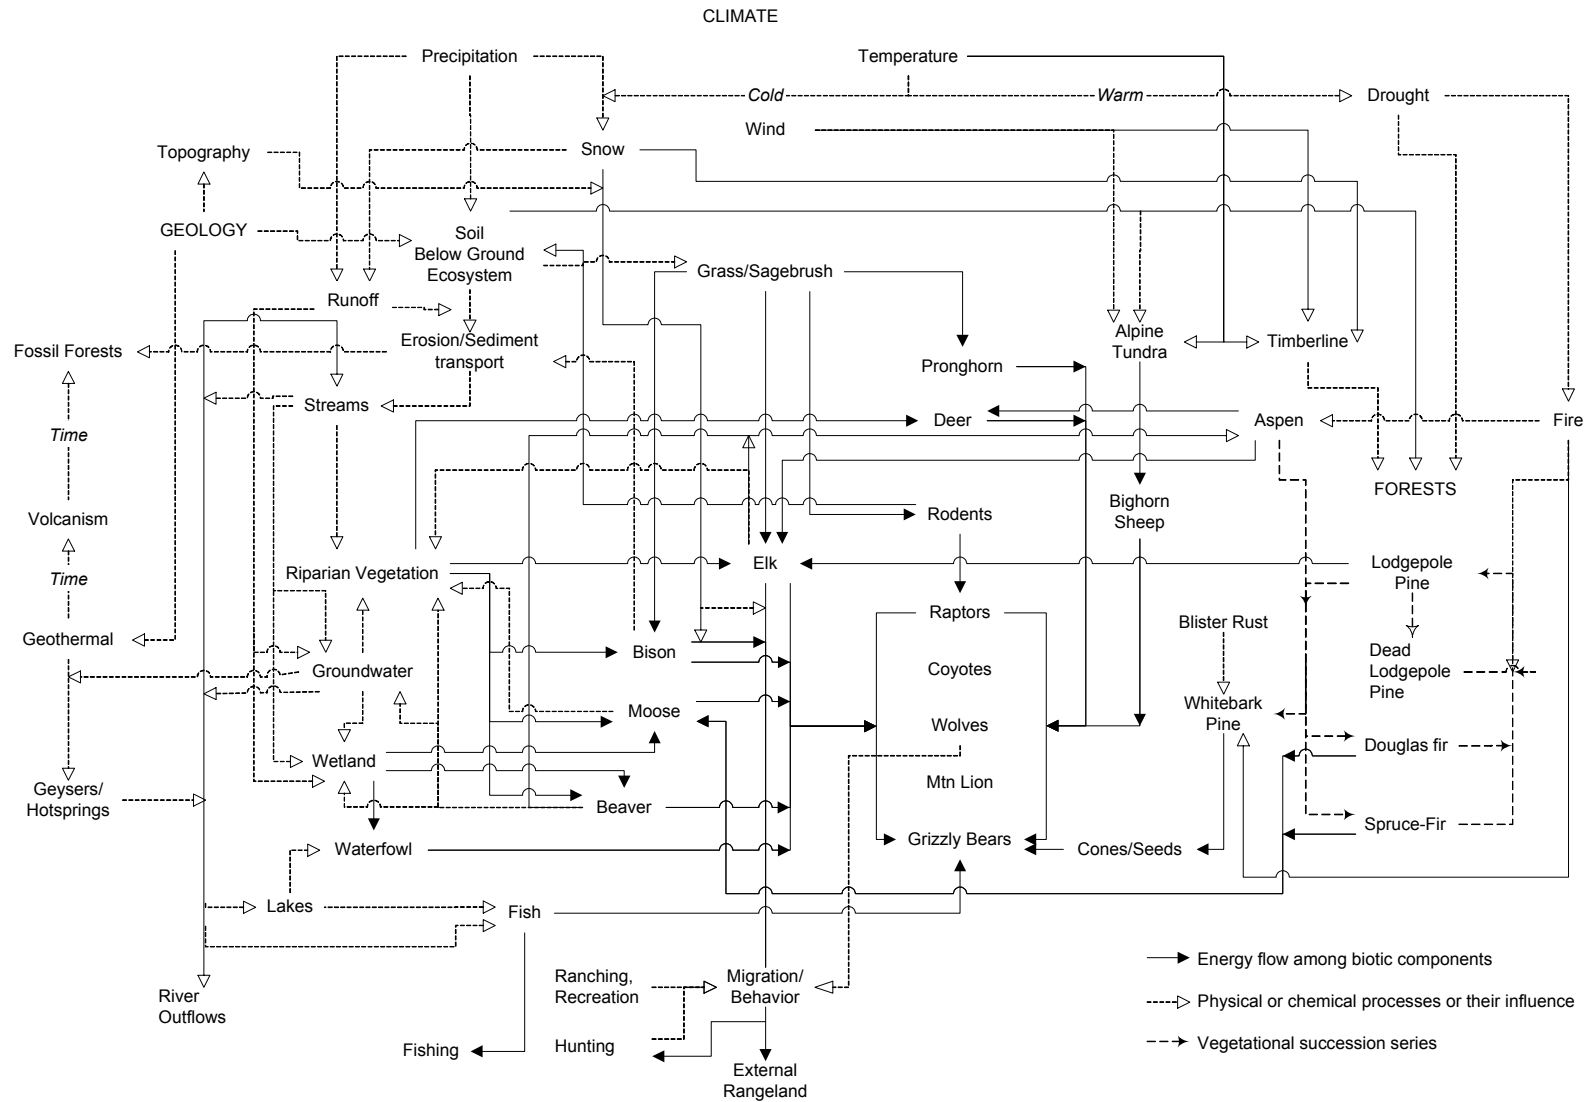 CLIMATE
Precipitation
Temperature
Cold
Warm
Drought
Wind
Topography
Snow
GEOLOGY
Soil
Below Ground
Ecosystem
Grass/Sagebrush
Runoff
Fossil Forests
Erosion/Sediment
transport
Alpine
Tundra
Timberline
Pronghorn
Streams
Deer
Aspen
Fire
Time
FORESTS
Volcanism
Rodents
Bighorn
Sheep
Riparian Vegetation
Elk
Lodgepole
Pine
Time
Raptors
Blister Rust
Geothermal
Bison
Groundwater
Coyotes
Dead
Lodgepole
Pine
Moose
Wolves
Whitebark
Pine
Wetland
Douglas fir
Geysers/
Hotsprings
Beaver
Mtn Lion
Spruce-Fir
Waterfowl
Grizzly Bears
Cones/Seeds
Lakes
Fish
Energy flow among biotic components
Ranching,
Recreation
Migration/
Behavior
River
Outflows
Physical or chemical processes or their influence
Fishing
Hunting
Vegetational succession series
External
Rangeland